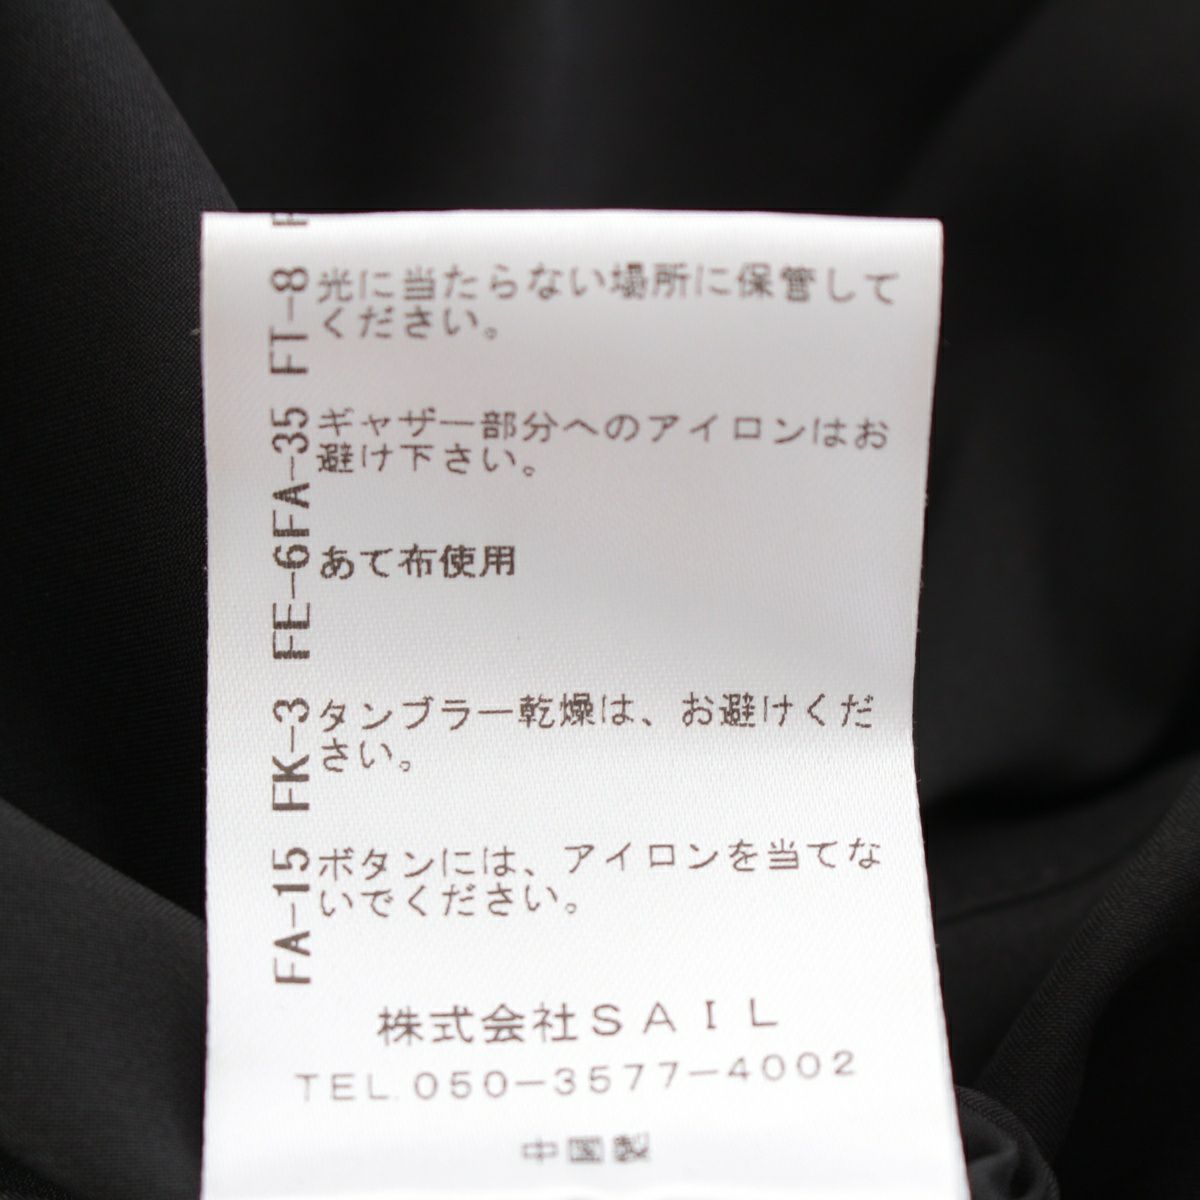 光に当たらない場所に保管して
ください。
ギャザー部分へのアイロンはお
避け下さい。
あて布使用
タンブラー乾燥は、お避けくだ
さい。
ボタンには、アイロンを当てな
いでください。
株式会社SAIL
TEL.050-3577-4002
中国製
FA-15 FK-3 FE-6FA-35 FT-8